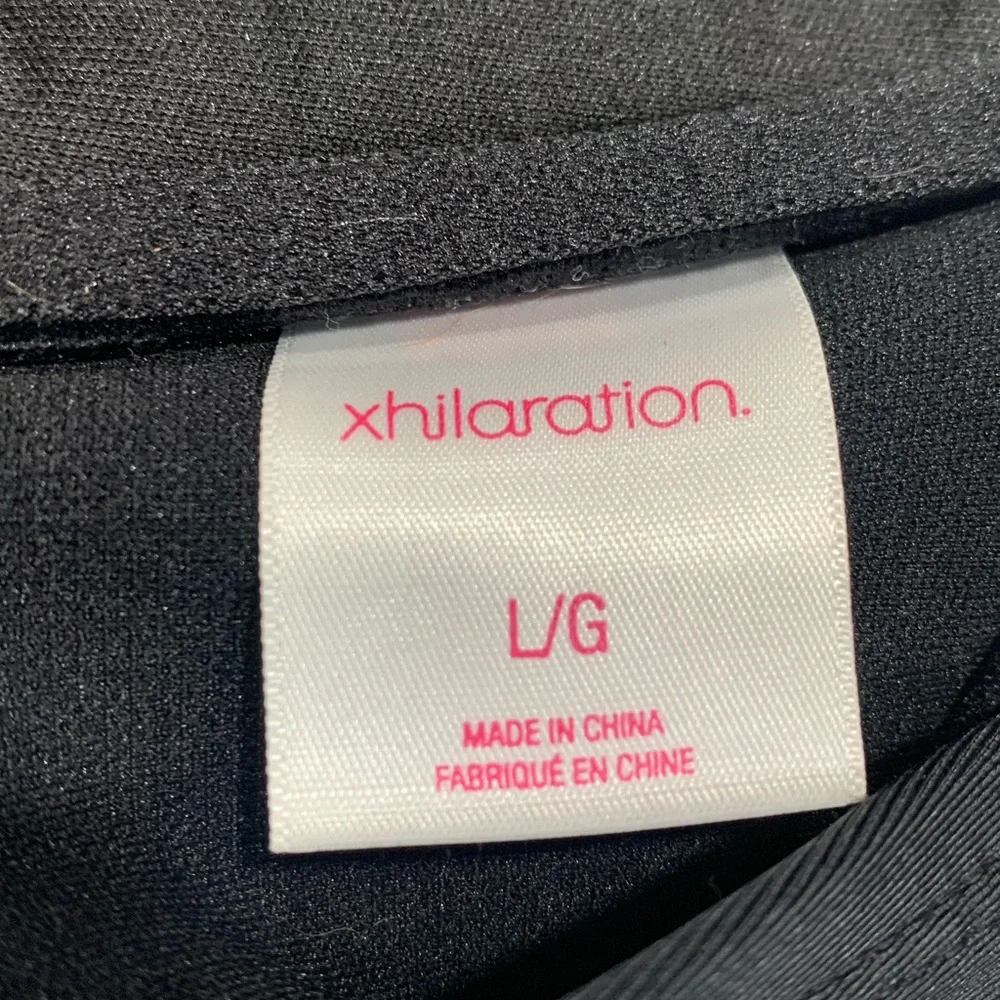 xhilaration.
L/G
MADE IN CHINA
FABRIQUÉ EN CHINE